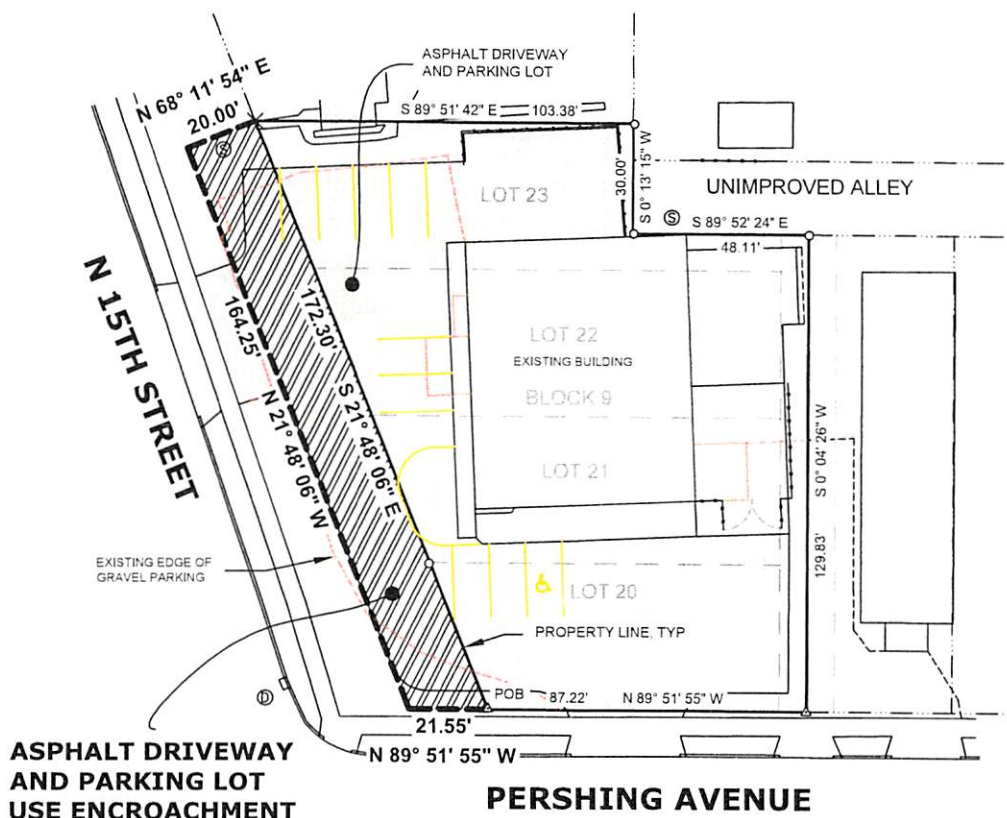 N 68° 11' 54" E
20.00'
ASPHALT DRIVEWAY
AND PARKING LOT
S 89° 51' 42" E
103.38'
S 0° 13' 15" W
30.00'
LOT 23
UNIMPROVED ALLEY
S
S
S 89° 52' 24" E
48.11'
N 15TH STREET
164.25'
N 21° 48' 06" W
172.30'
S 21° 48' 06" E
LOT 22
EXISTING BUILDING
BLOCK 9
LOT 21
S 0° 04' 26" W
129.83'
EXISTING EDGE OF
GRAVEL PARKING
LOT 20
PROPERTY LINE, TYP
D
POB
87.22'
N 89° 51' 55" W
21.55'
N 89° 51' 55" W
ASPHALT DRIVEWAY
AND PARKING LOT
USE ENCROACHMENT
PERSHING AVENUE